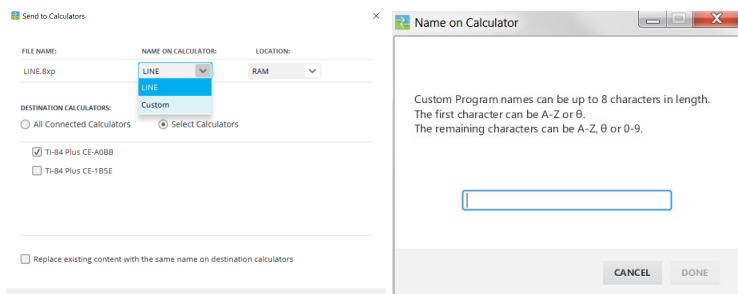 Send to Calculators
FILE NAME: NAME ON CALCULATOR: LOCATION:
LINE.8xp LINE RAM
LINE
Custom
DESTINATION CALCULATORS:
All Connected Calculators Select Calculators
TI-84 Plus CE-A0BB
TI-84 Plus CE-1B5E
Replace existing content with the same name on destination calculators
Name on Calculator
Custom Program names can be up to 8 characters in length.
The first character can be A-Z or θ.
The remaining characters can be A-Z, θ or 0-9.
CANCEL DONE